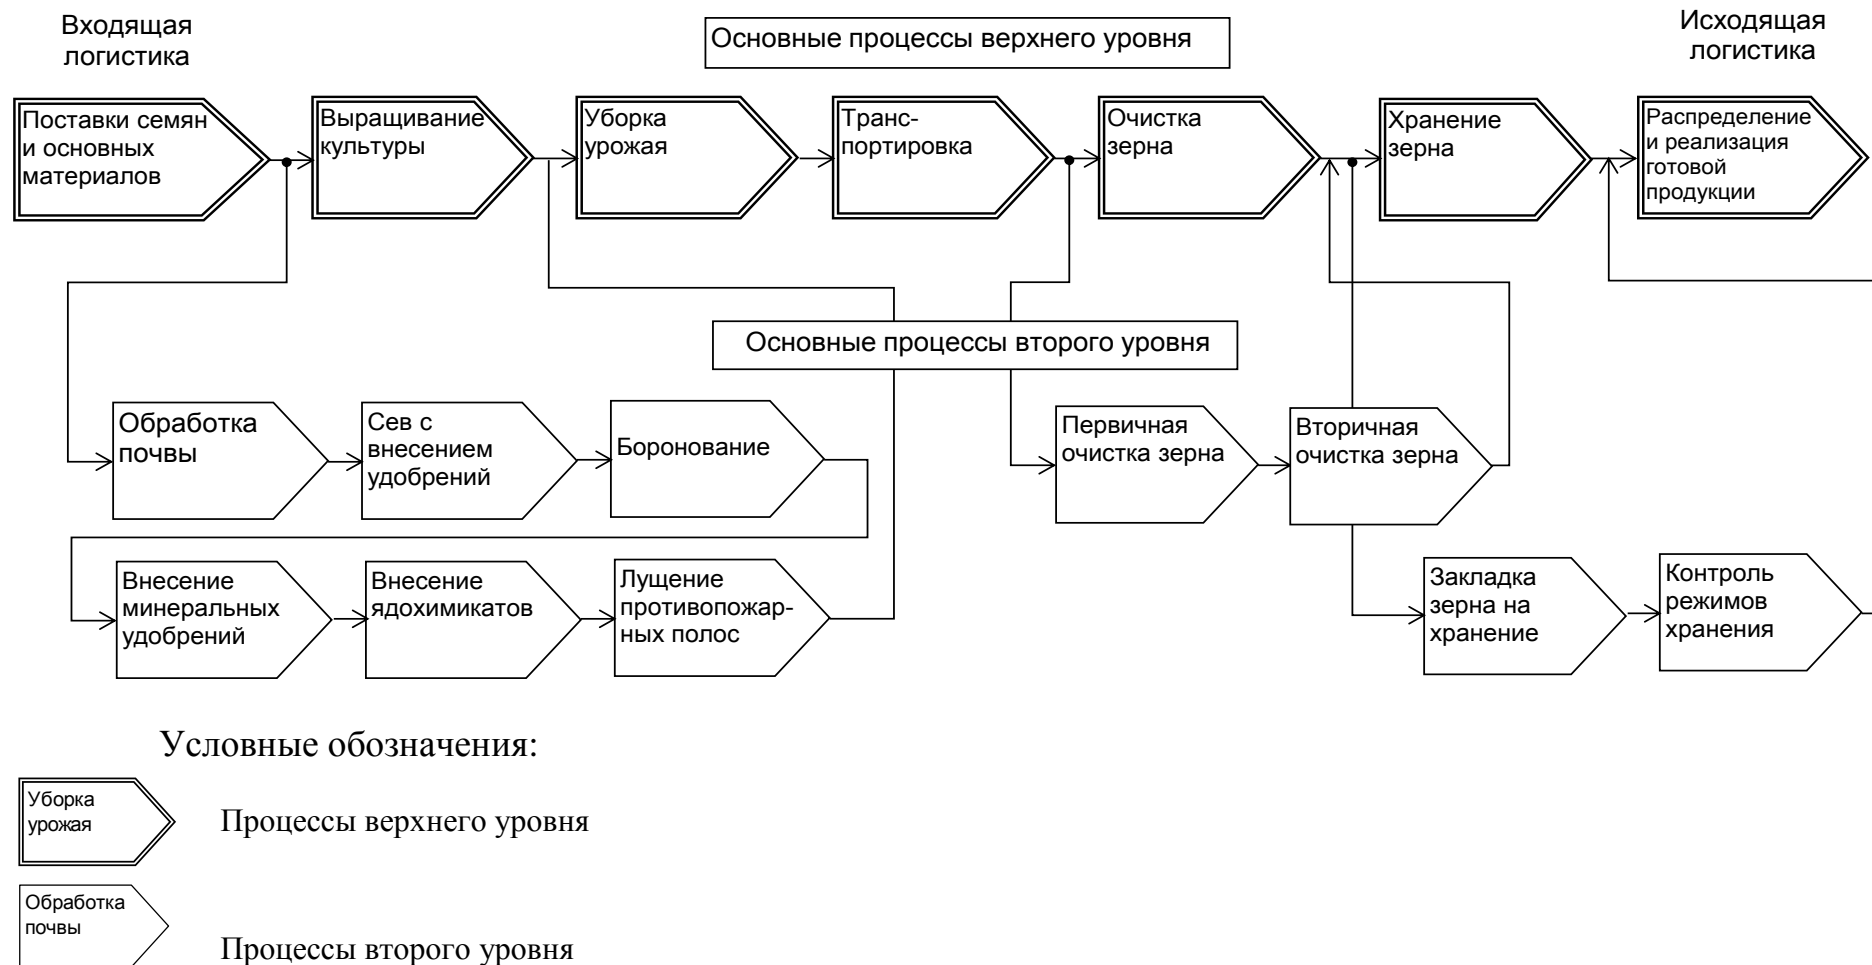 Входящая
логистика
Основные процессы верхнего уровня
Исходящая
логистика
Поставки семян
и основных
материалов
Выращивание
культуры
Уборка
урожая
Транс-
портировка
Очистка
зерна
Хранение
зерна
Распределение
и реализация
готовой
продукции
Основные процессы второго уровня
Обработка
почвы
Сев с
внесением
удобрений
Боронование
Первичная
очистка зерна
Вторичная
очистка зерна
Внесение
минеральных
удобрений
Внесение
ядохимикатов
Лущение
противопожар-
ных полос
Закладка
зерна на
хранение
Контроль
режимов
хранения
Условные обозначения:
Уборка
урожая
Процессы верхнего уровня
Обработка
почвы
Процессы второго уровня